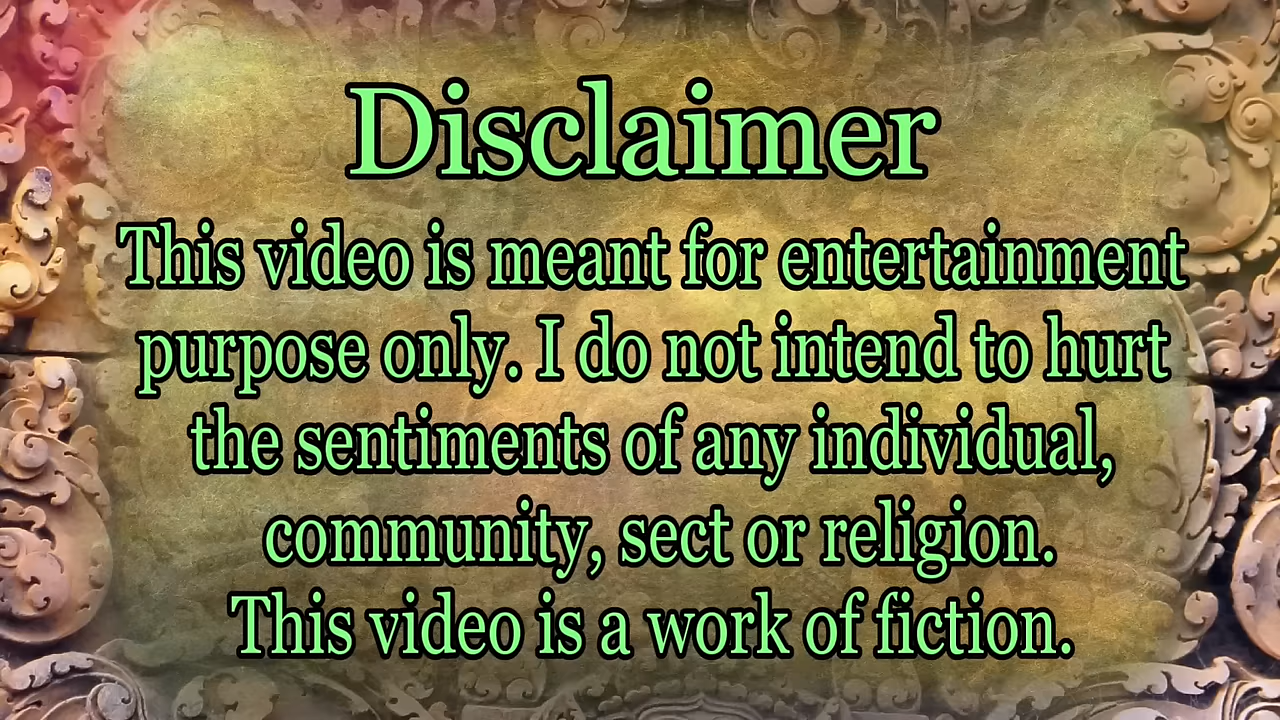 Disclaimer
This video is meant for entertainment
purpose only. I do not intend to hurt
the sentiments of any individual,
community, sect or religion.
This video is a work of fiction.